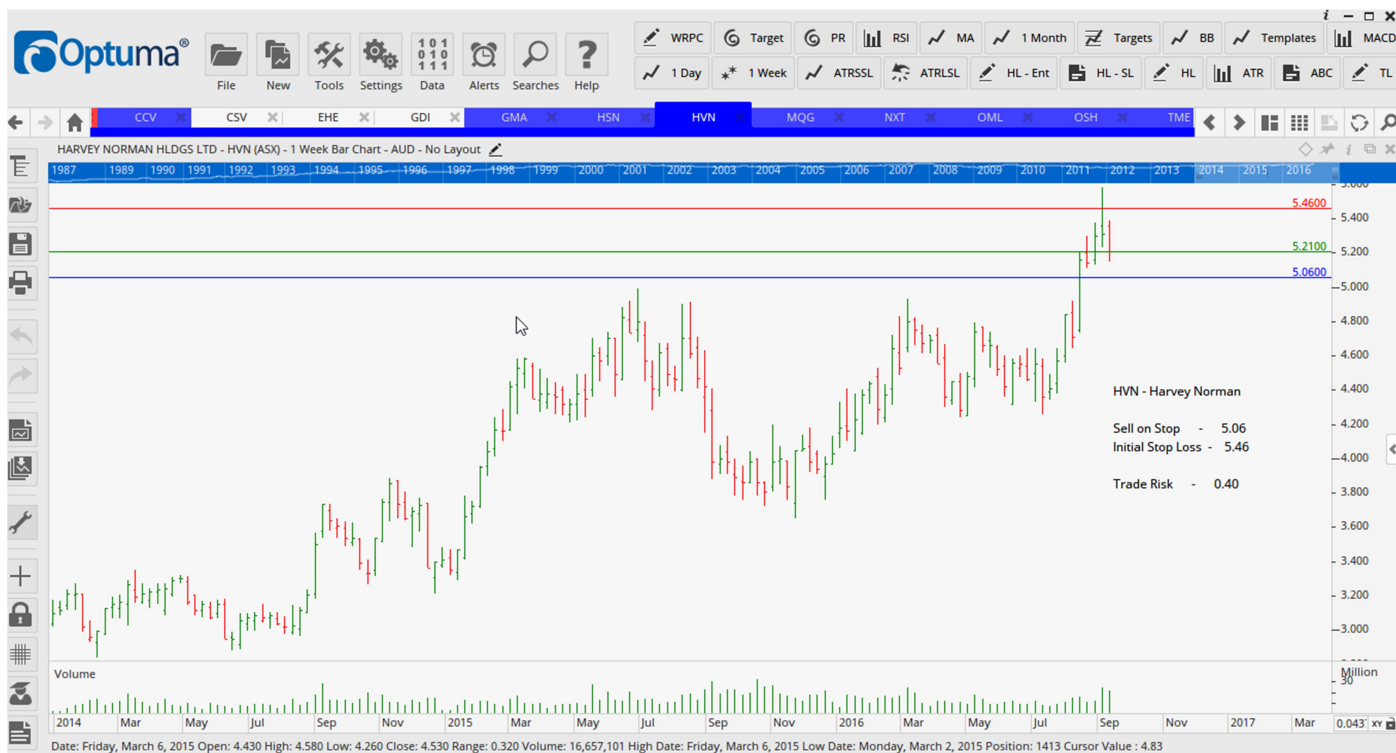 Optuma®
File
New
Tools
Settings
101
010
111
Data
Alerts
Searches
?
Help
WRPC
Target
PR
RSI
MA
1 Month
Targets
BB
Templates
MACD
1 Day
1 Week
ATRSSL
ATRLSL
HL - Ent
HL - SL
HL
ATR
ABC
TL
CCV
CSV
EHE
GDI
GMA
HSN
HVN
MQG
NXT
OML
OSH
TME
HARVEY NORMAN HLDGS LTD - HVN (ASX) - 1 Week Bar Chart - AUD - No Layout
1987 1989 1990 1991 1992 1993 1994 1995 1996 1997 1998 1999 2000 2001 2002 2003 2004 2005 2006 2007 2008 2009 2010 2011 2012 2013 2014 2015 2016
5.600
5.4600
5.400
5.2100
5.200
5.0600
5.000
4.800
4.600
4.400
4.200
4.000
3.800
3.600
3.400
3.200
3.000
HVN - Harvey Norman
Sell on Stop - 5.06
Initial Stop Loss - 5.46
Trade Risk - 0.40
Volume
Million
30
2014 Mar May Jul Sep Nov 2015 Mar May Jul Sep Nov 2016 Mar May Jul Sep Nov 2017 Mar
0.043 XY
Date: Friday, March 6, 2015 Open: 4.430 High: 4.580 Low: 4.260 Close: 4.530 Range: 0.320 Volume: 16,657,101 High Date: Friday, March 6, 2015 Low Date: Monday, March 2, 2015 Position: 1413 Cursor Value : 4.83